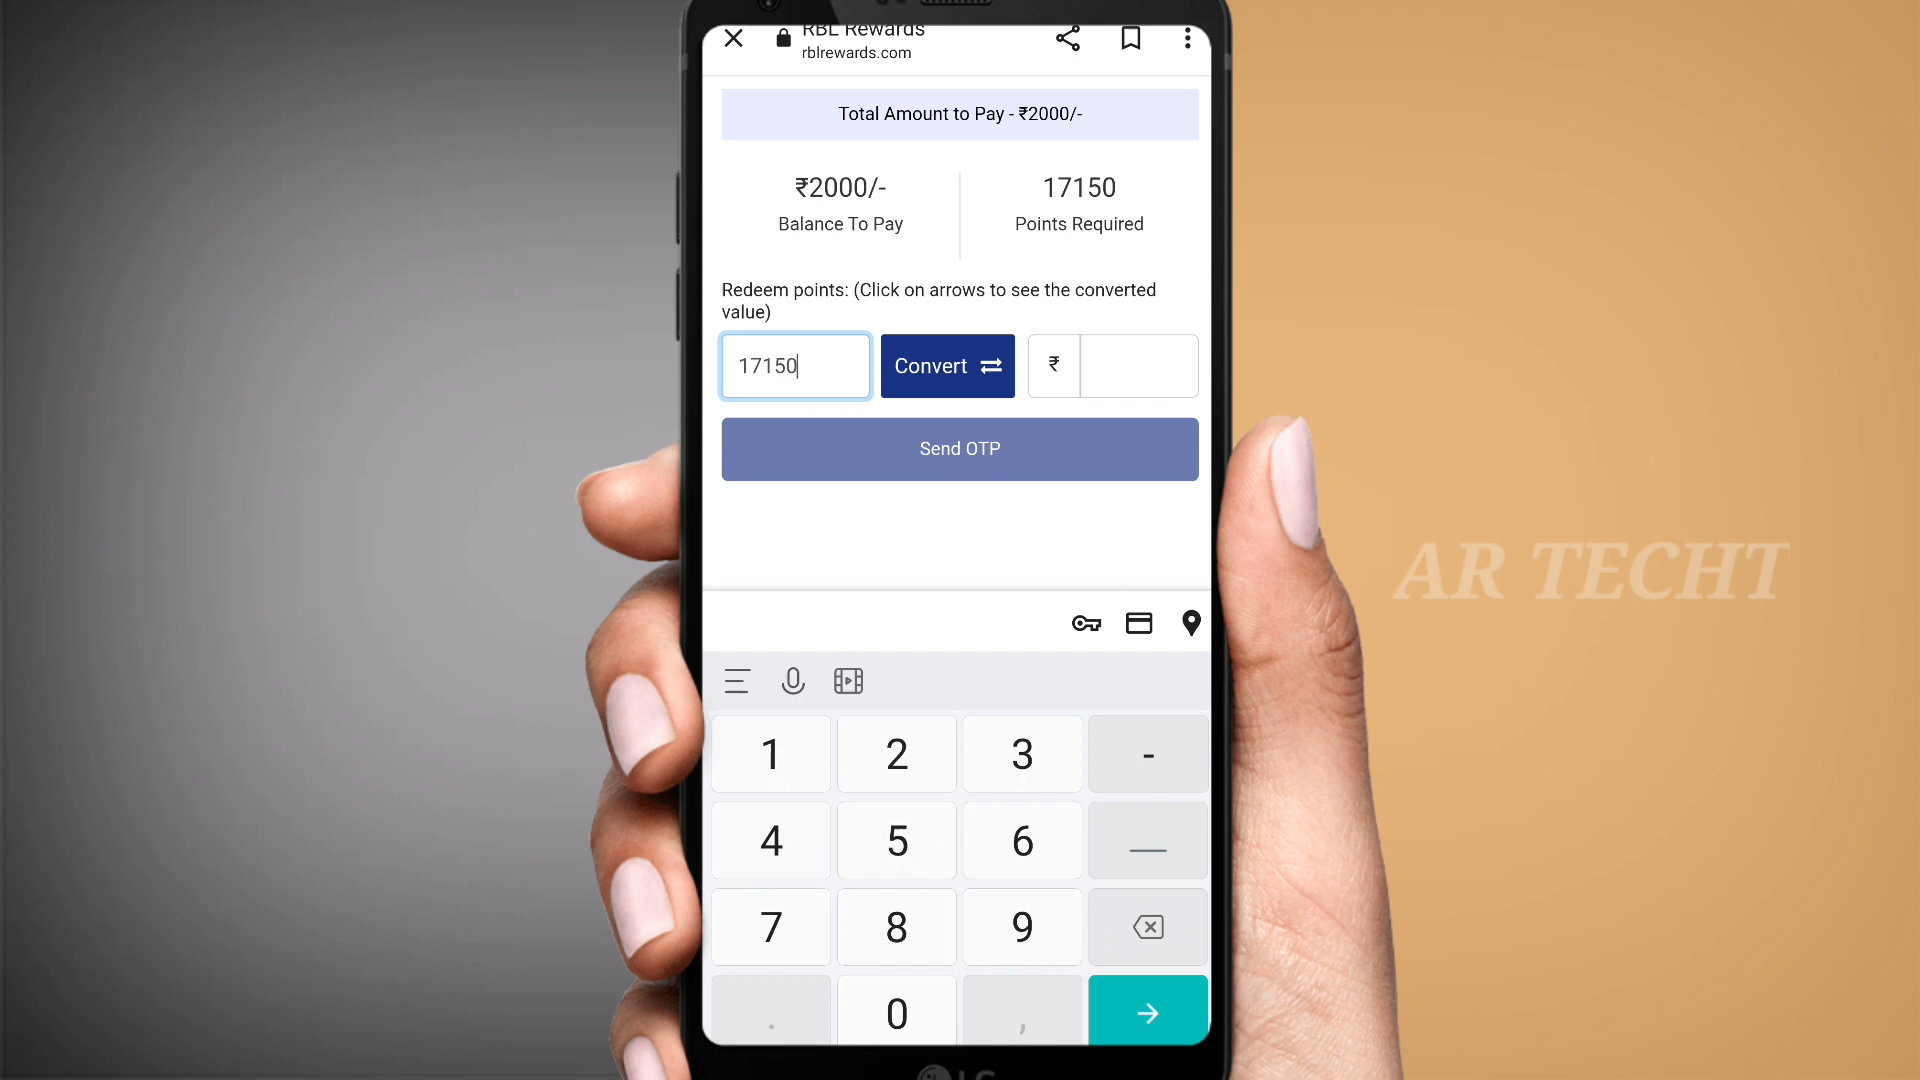 RBL Rewards
rblrewards.com
Total Amount to Pay - ₹2000/-
₹2000/-
Balance To Pay
17150
Points Required
Redeem points: (Click on arrows to see the converted
value)
17150
Convert
₹
Send OTP
AR TECHT
1 2 3 -
4 5 6
7 8 9
. 0 ,
LG